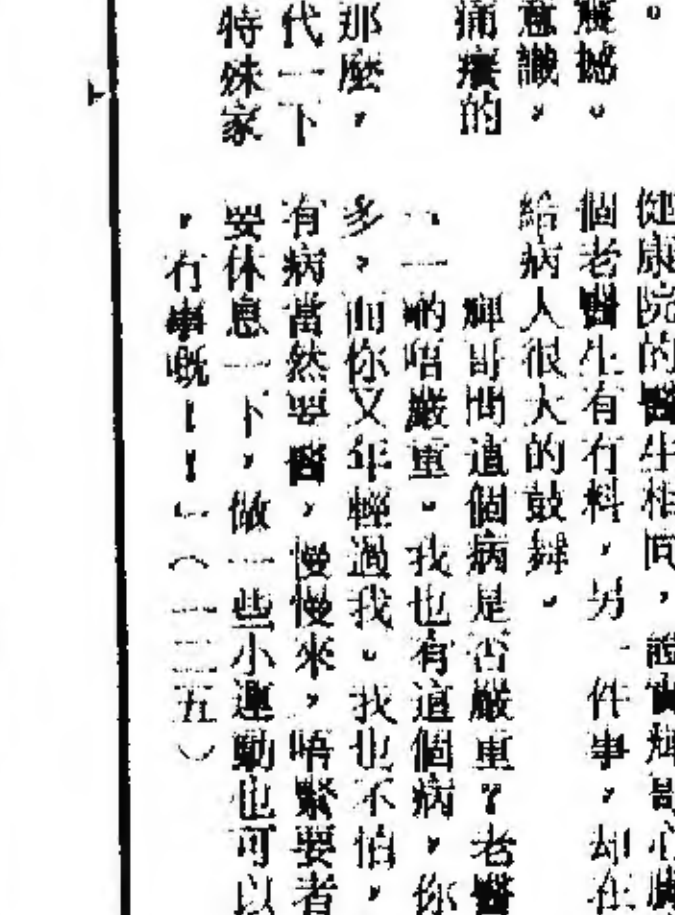 。
震撼。
意識，
痛癢的
那麼，
代一下
特殊家
健康院的醫生相同，證實輝哥心臟
個老醫生有冇料，另一件事，却在
給病人很大的鼓舞。
輝哥問這個病是否嚴重？老醫
「一啲唔嚴重。我也有這個病，你
多，而你又年輕過我。我也不怕，
有病當然要醫，慢慢來，唔緊要者
要休息一下，做一些小運動也可以
，冇事嘅！！」（一三五）